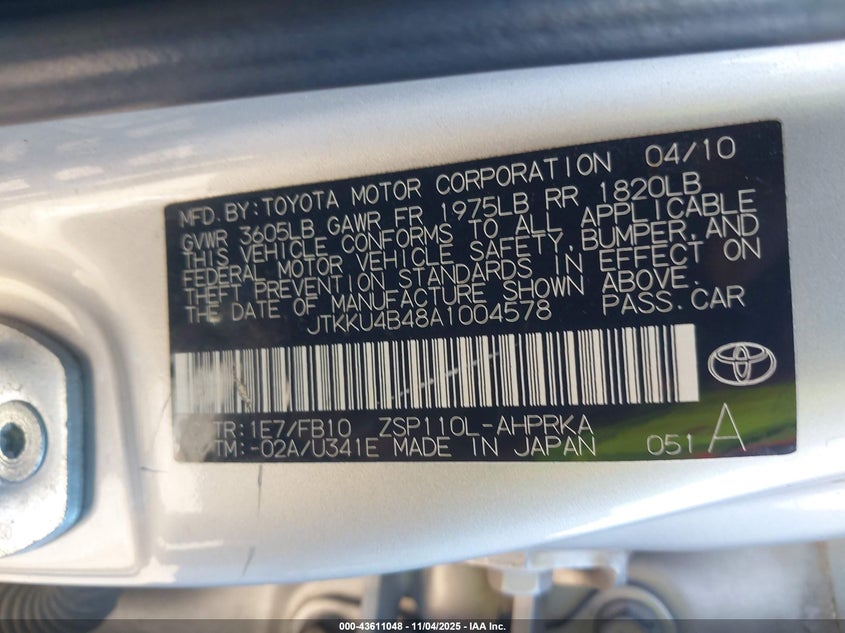 MFD. BY: TOYOTA MOTOR CORPORATION 04/10
GVWR 3605LB GAWR FR 1975LB RR 1820LB
THIS VEHICLE CONFORMS TO ALL APPLICABLE
FEDERAL MOTOR VEHICLE SAFETY, BUMPER, AND
THEFT PREVENTION STANDARDS IN EFFECT ON
THE DATE OF MANUFACTURE SHOWN ABOVE.
JTKKU4B48A1004578 PASS. CAR
TR: 1E7/FB10 ZSP110L-AHPRKA
TM: -02A/U341E MADE IN JAPAN 051 A
000-43611048 - 11/04/2025 - IAA Inc.